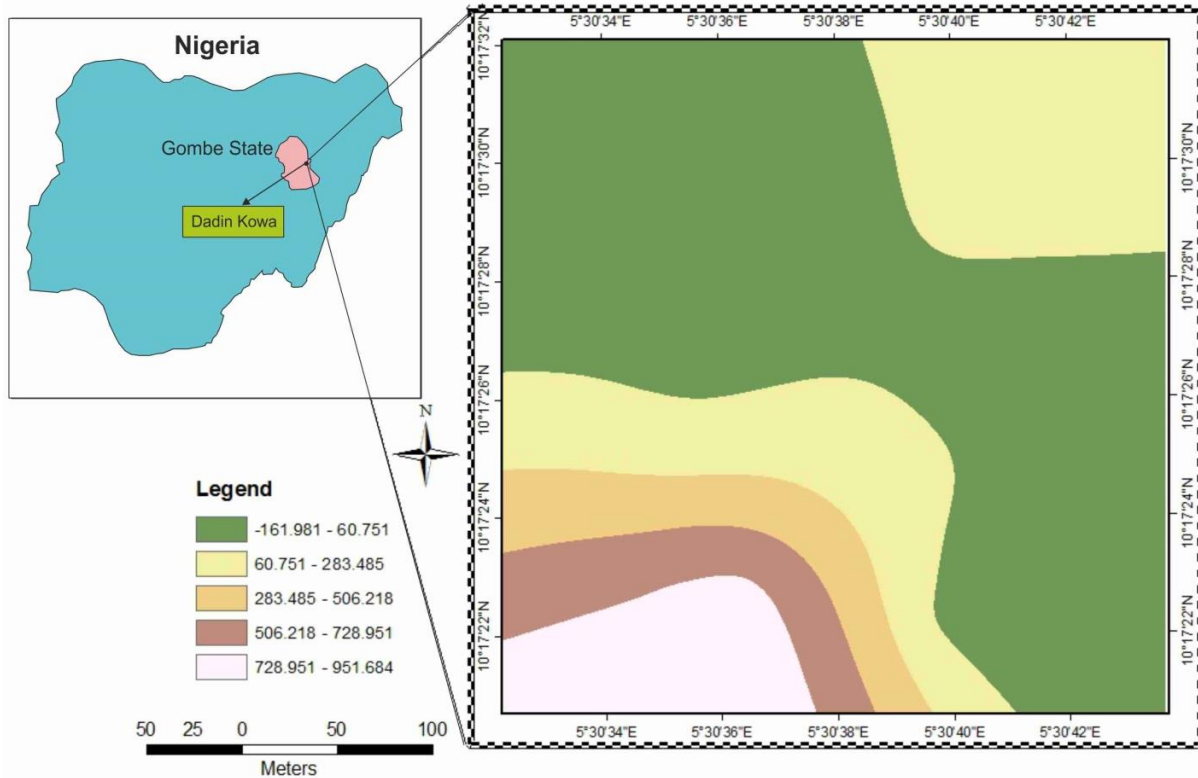 Nigeria
Gombe State
Dadin Kowa
N
Legend
-161.981 - 60.751
60.751 - 283.485
283.485 - 506.218
506.218 - 728.951
728.951 - 951.684
50 25 0 50 100
Meters
5°30'34"E 5°30'36"E 5°30'38"E 5°30'40"E 5°30'42"E
10°17'32"N
10°17'30"N
10°17'28"N
10°17'26"N
10°17'24"N
10°17'22"N
10°17'30"N
10°17'28"N
10°17'26"N
10°17'24"N
10°17'22"N
5°30'34"E 5°30'36"E 5°30'38"E 5°30'40"E 5°30'42"E